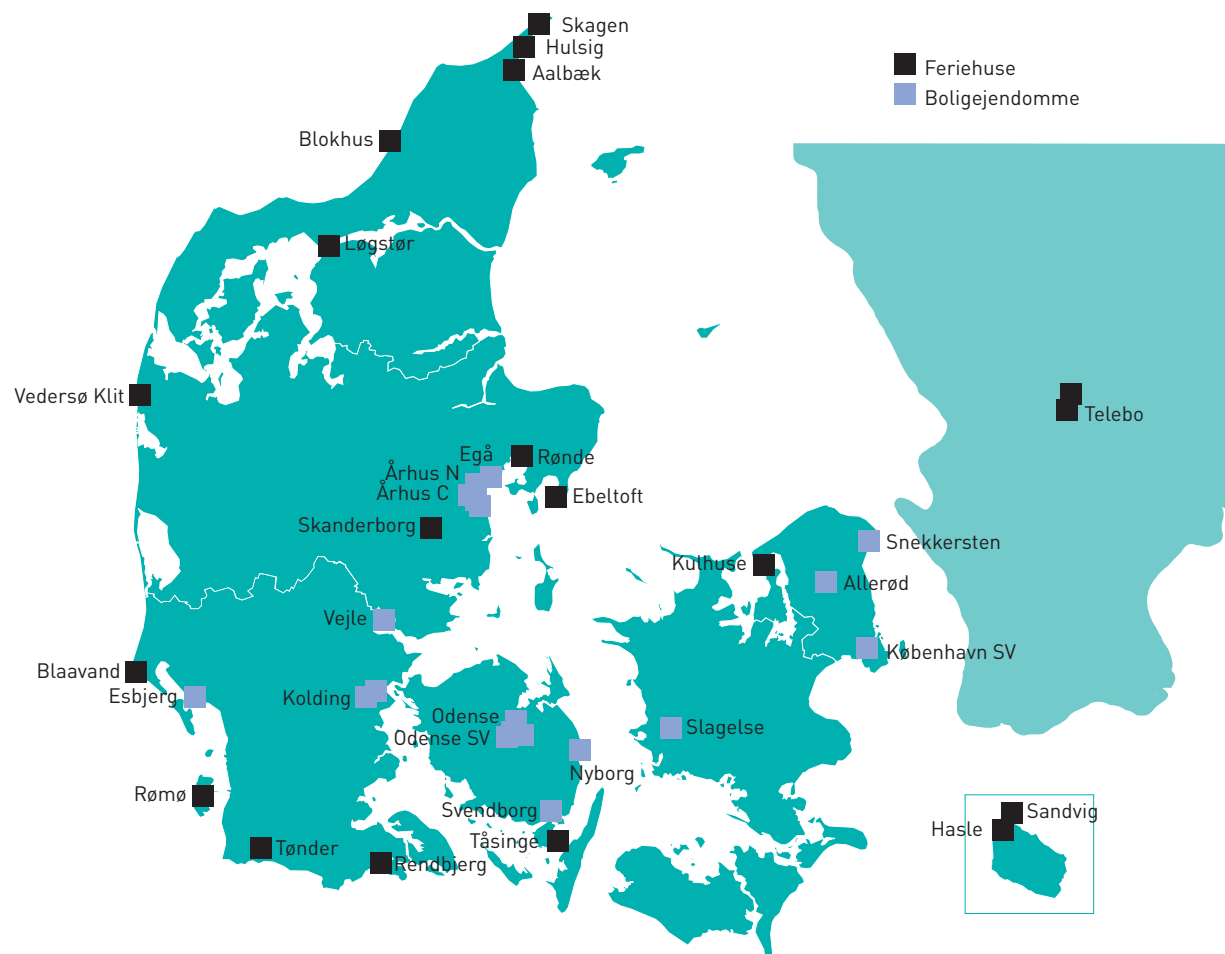 Skagen
Hulsig
Aalbæk
Feriehuse
Boligejendomme
Blokhus
Løgstør
Vedersø Klit
Telebo
Egå
Rønde
Århus N
Århus C
Ebeltoft
Skanderborg
Snekkersten
Kulhuse
Allerød
Vejle
København SV
Blaavand
Esbjerg
Kolding
Odense
Odense SV
Slagelse
Nyborg
Rømø
Svendborg
Sandvig
Hasle
Tåsinge
Tønder
Rendbjerg